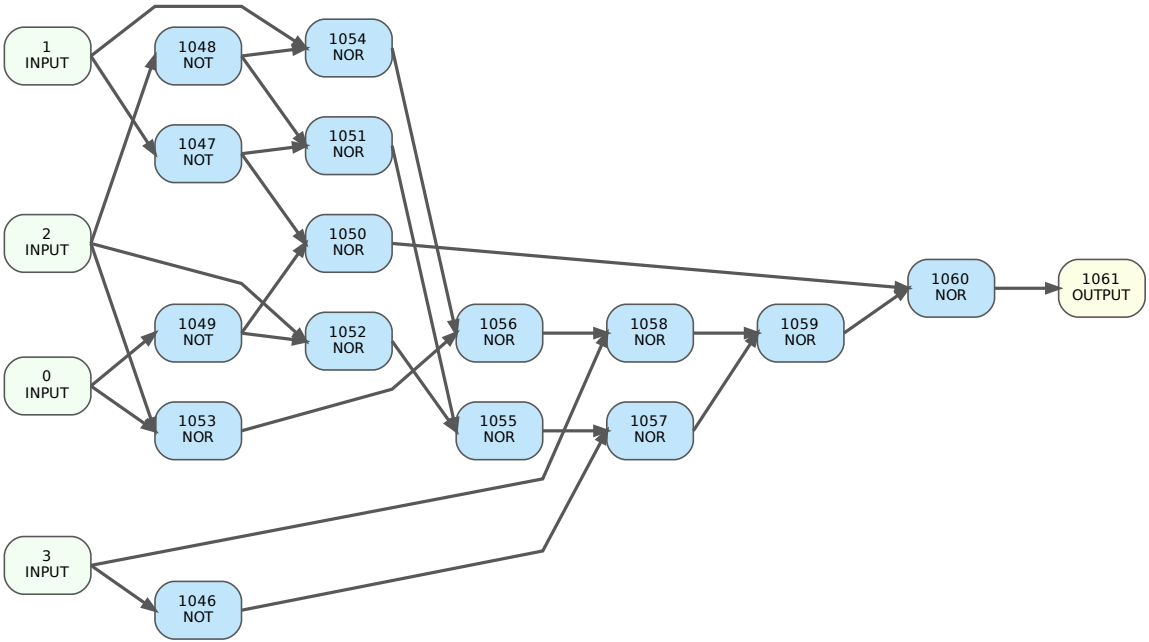 1
INPUT
1048
NOT
1054
NOR
1047
NOT
1051
NOR
2
INPUT
1050
NOR
1060
NOR
1061
OUTPUT
1049
NOT
1052
NOR
1056
NOR
1058
NOR
1059
NOR
0
INPUT
1053
NOR
1055
NOR
1057
NOR
3
INPUT
1046
NOT